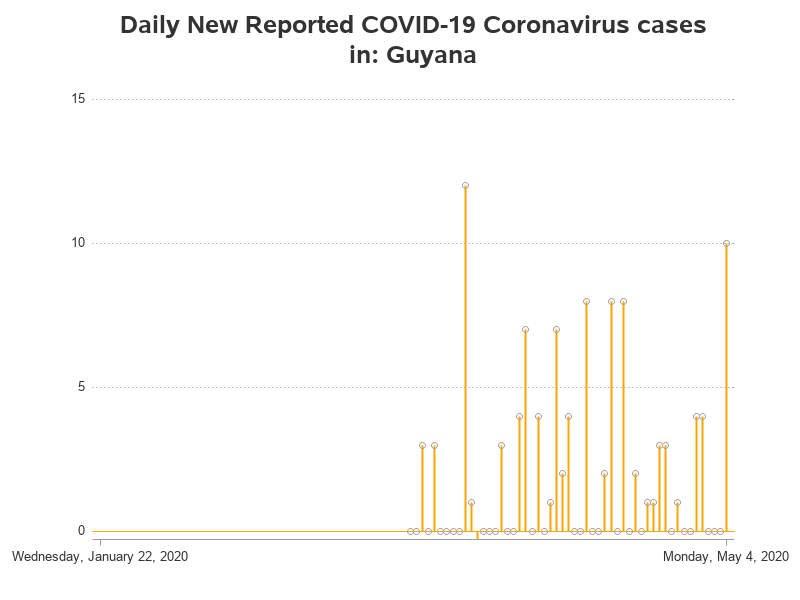 Daily New Reported COVID-19 Coronavirus cases
in: Guyana
15
10
5
0
Wednesday, January 22, 2020
Monday, May 4, 2020